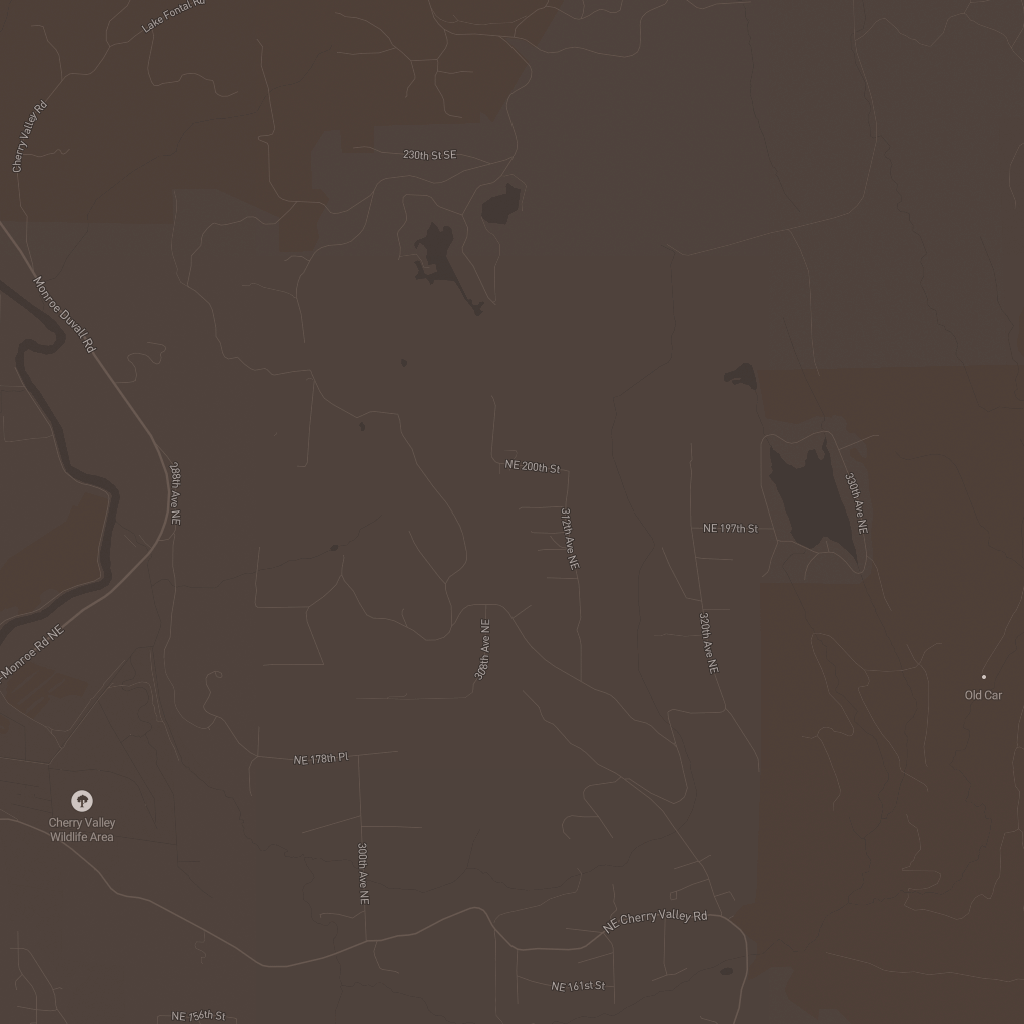 Lake Fontal Rd
Cherry Valley Rd
230th St SE
Monroe Duvall Rd
288th Ave NE
NE 200th St
312th Ave NE
330th Ave NE
NE 197th St
-Monroe Rd NE
308th Ave NE
320th Ave NE
Old Car
NE 178th Pl
Cherry Valley
Wildlife Area
300th Ave NE
NE Cherry Valley Rd
NE 161st St
NE 156th St